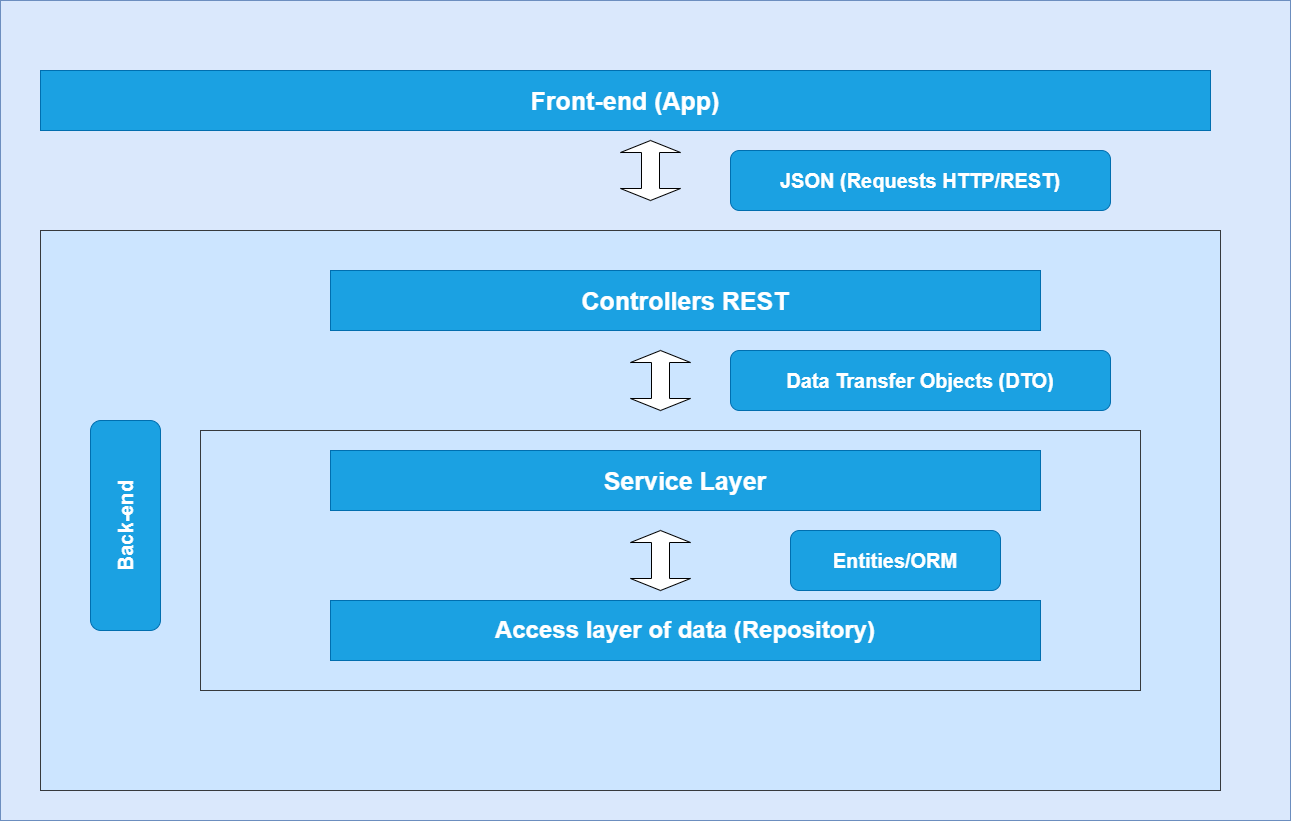 Front-end (App)
JSON (Requests HTTP/REST)
Controllers REST
Data Transfer Objects (DTO)
Back-end
Service Layer
Entities/ORM
Access layer of data (Repository)